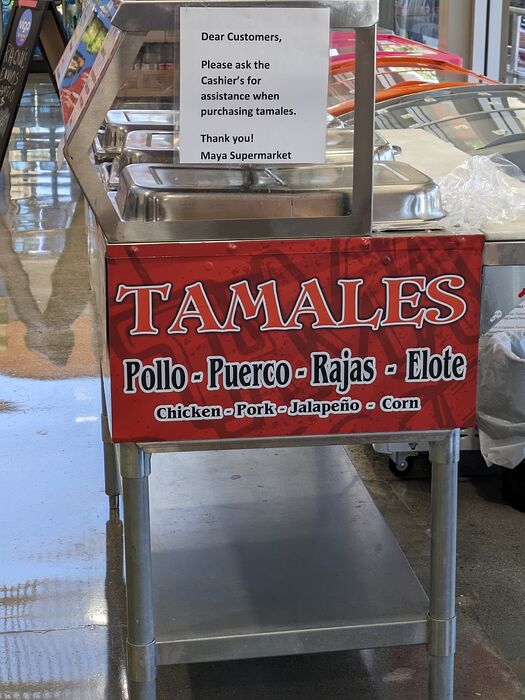 Dear Customers,
Please ask the
Cashier's for
assistance when
purchasing tamales.
Thank you!
Maya Supermarket
TAMALES
Pollo - Puerco - Rajas - Elote
Chicken - Pork - Jalapeño - Corn